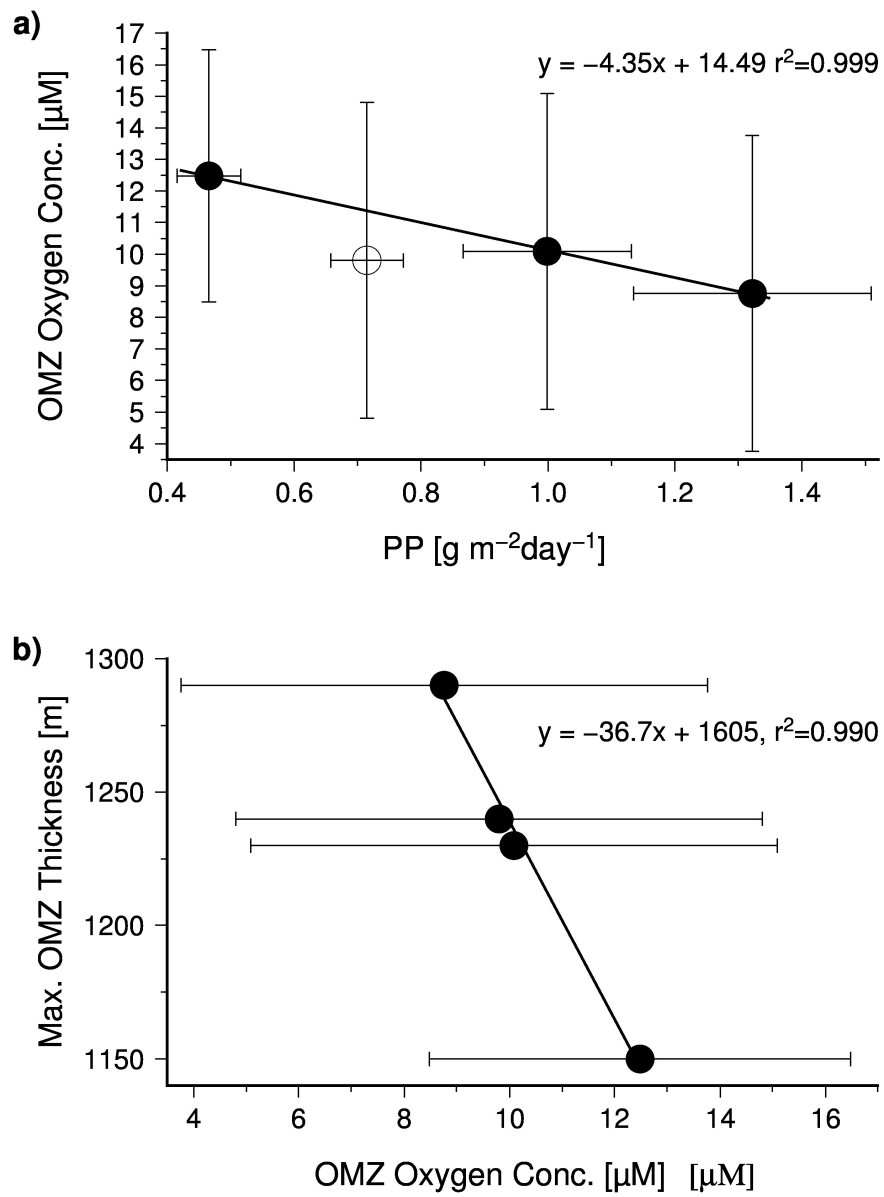 a)
y = −4.35x + 14.49 r²=0.999
OMZ Oxygen Conc. [µM]
17
16
15
14
13
12
11
10
9
8
7
6
5
4
0.4 0.6 0.8 1.0 1.2 1.4
PP [g m⁻²day⁻¹]
b)
y = −36.7x + 1605, r²=0.990
Max. OMZ Thickness [m]
1300
1250
1200
1150
4 6 8 10 12 14 16
OMZ Oxygen Conc. [µM] [µM]